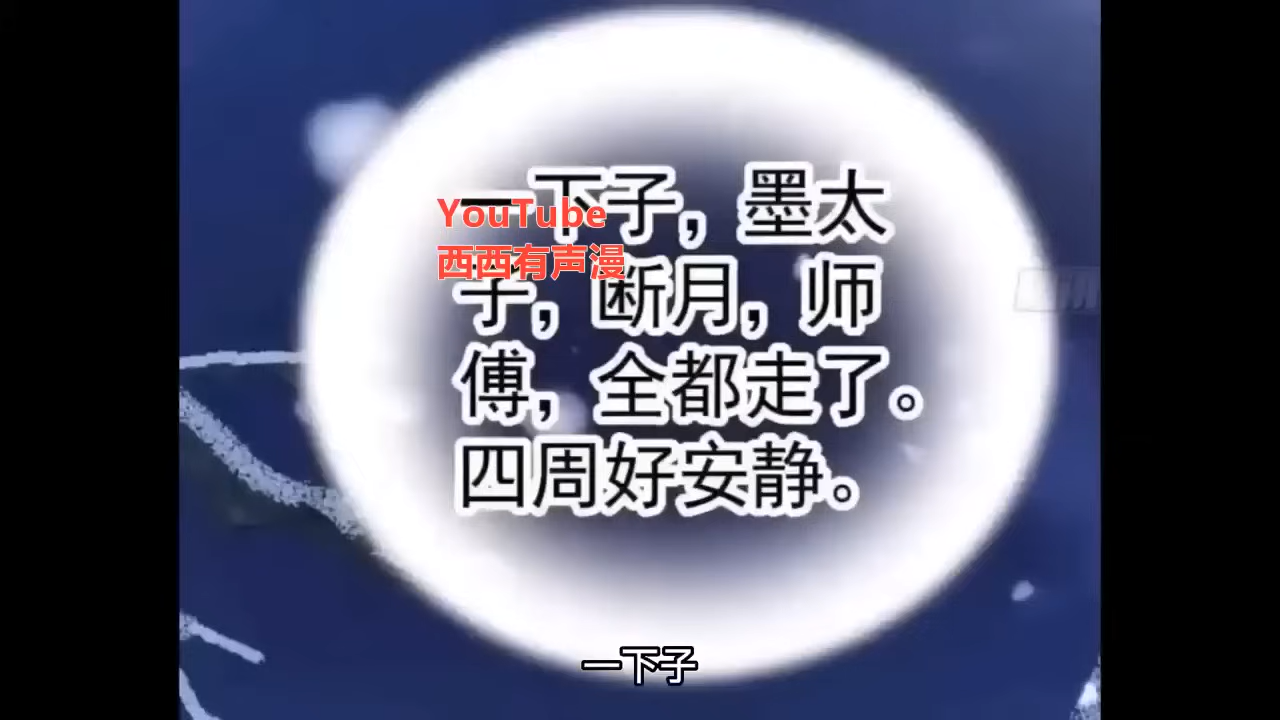 一下子，墨太
子，断月，师
傅，全都走了。
四周好安静。
YouTube
西西有声漫
一下子